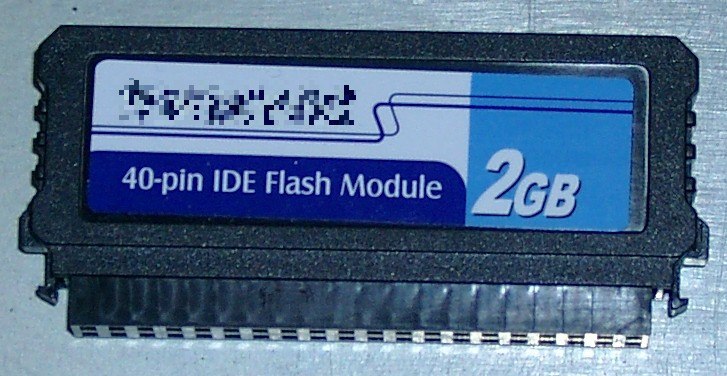 40-pin IDE Flash Module
2GB